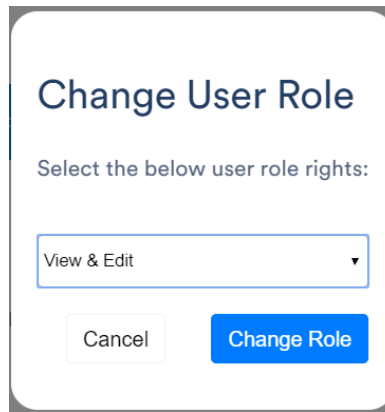 Change User Role
Select the below user role rights:
View & Edit
Cancel
Change Role